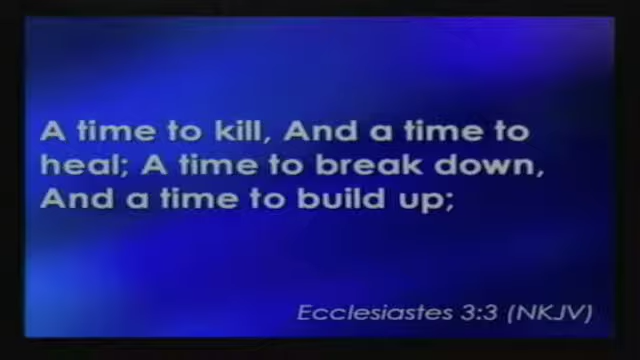 A time to kill, And a time to
heal; A time to break down,
And a time to build up;
Ecclesiastes 3:3 (NKJV)